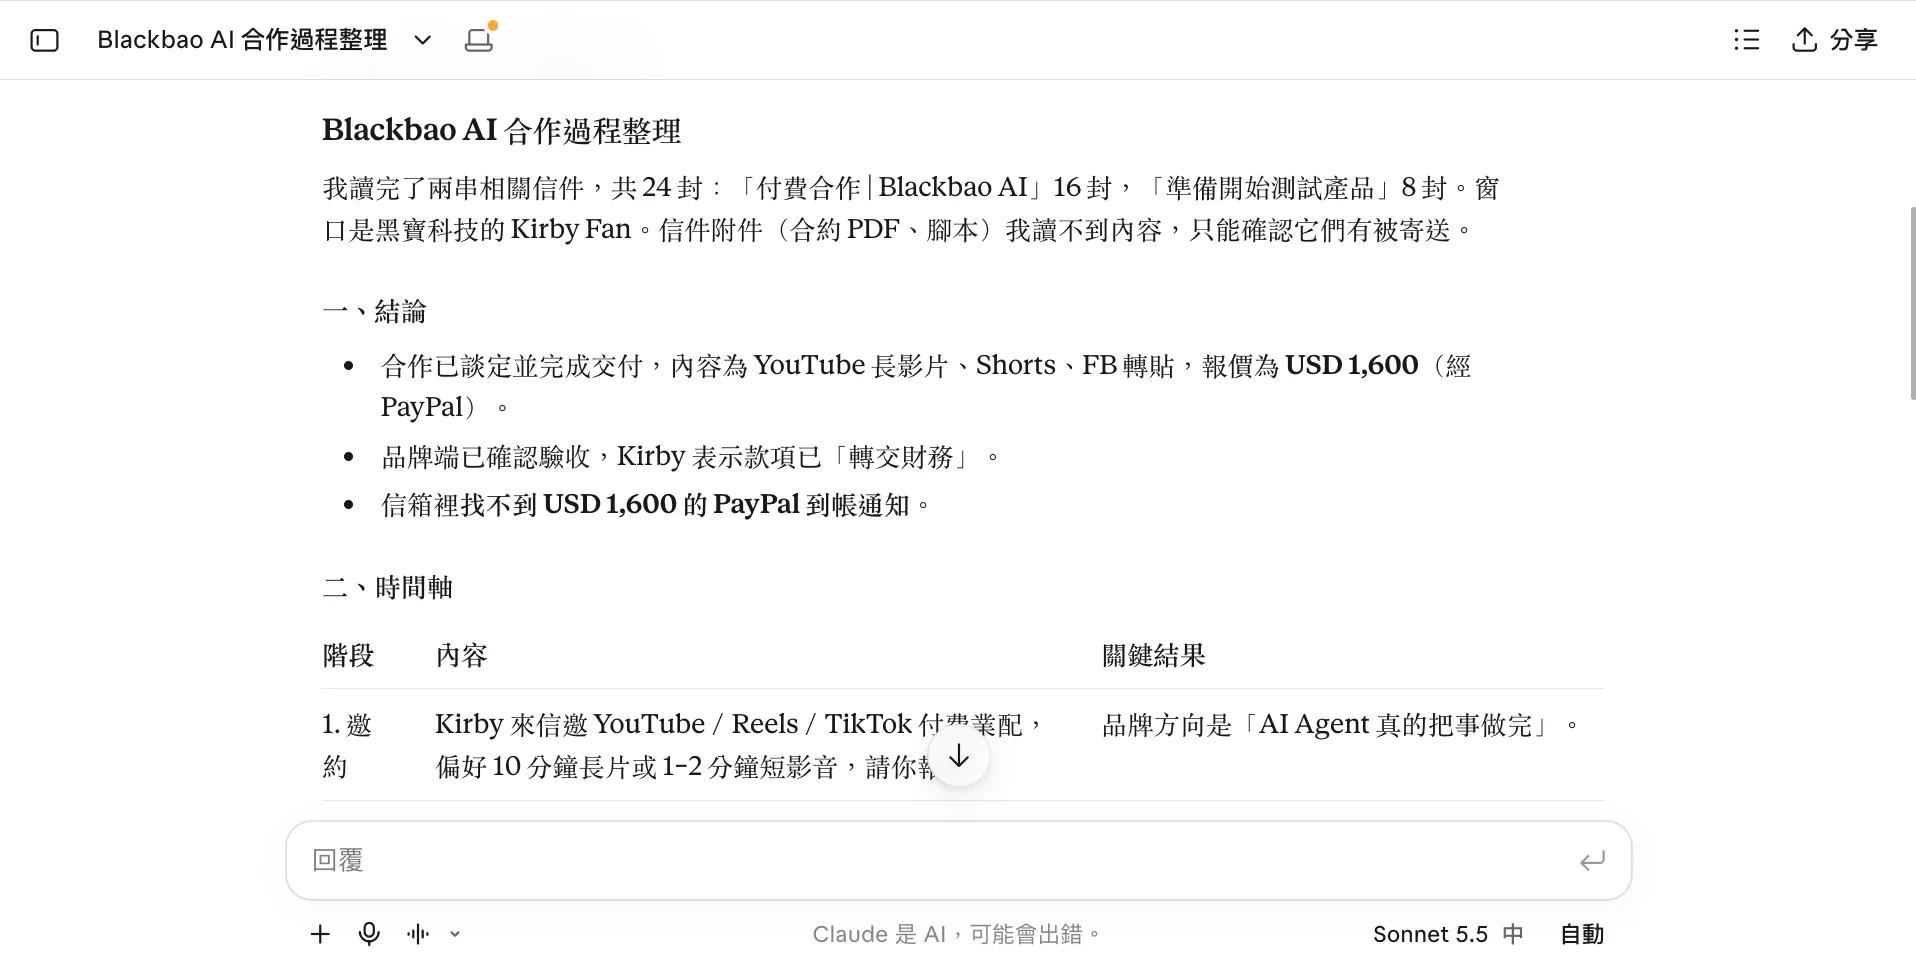 Blackbao AI 合作過程整理
分享
Blackbao AI 合作過程整理
我讀完了兩串相關信件，共 24 封：「付費合作 | Blackbao AI」16 封，「準備開始測試產品」8 封。窗
口是黑寶科技的 Kirby Fan。信件附件（合約 PDF、腳本）我讀不到內容，只能確認它們有被寄送。
一、結論
合作已談定並完成交付，內容為 YouTube 長影片、Shorts、FB 轉貼，報價為 USD 1,600（經
PayPal）。
品牌端已確認驗收，Kirby 表示款項已「轉交財務」。
信箱裡找不到 USD 1,600 的 PayPal 到帳通知。
二、時間軸
階段 內容 關鍵結果
1. 邀 Kirby 來信邀 YouTube / Reels / TikTok 付費業配， 品牌方向是「AI Agent 真的把事做完」。
約 偏好 10 分鐘長片或 1-2 分鐘短影音，請你
回覆
Claude 是 AI，可能會出錯。
Sonnet 5.5 中 自動